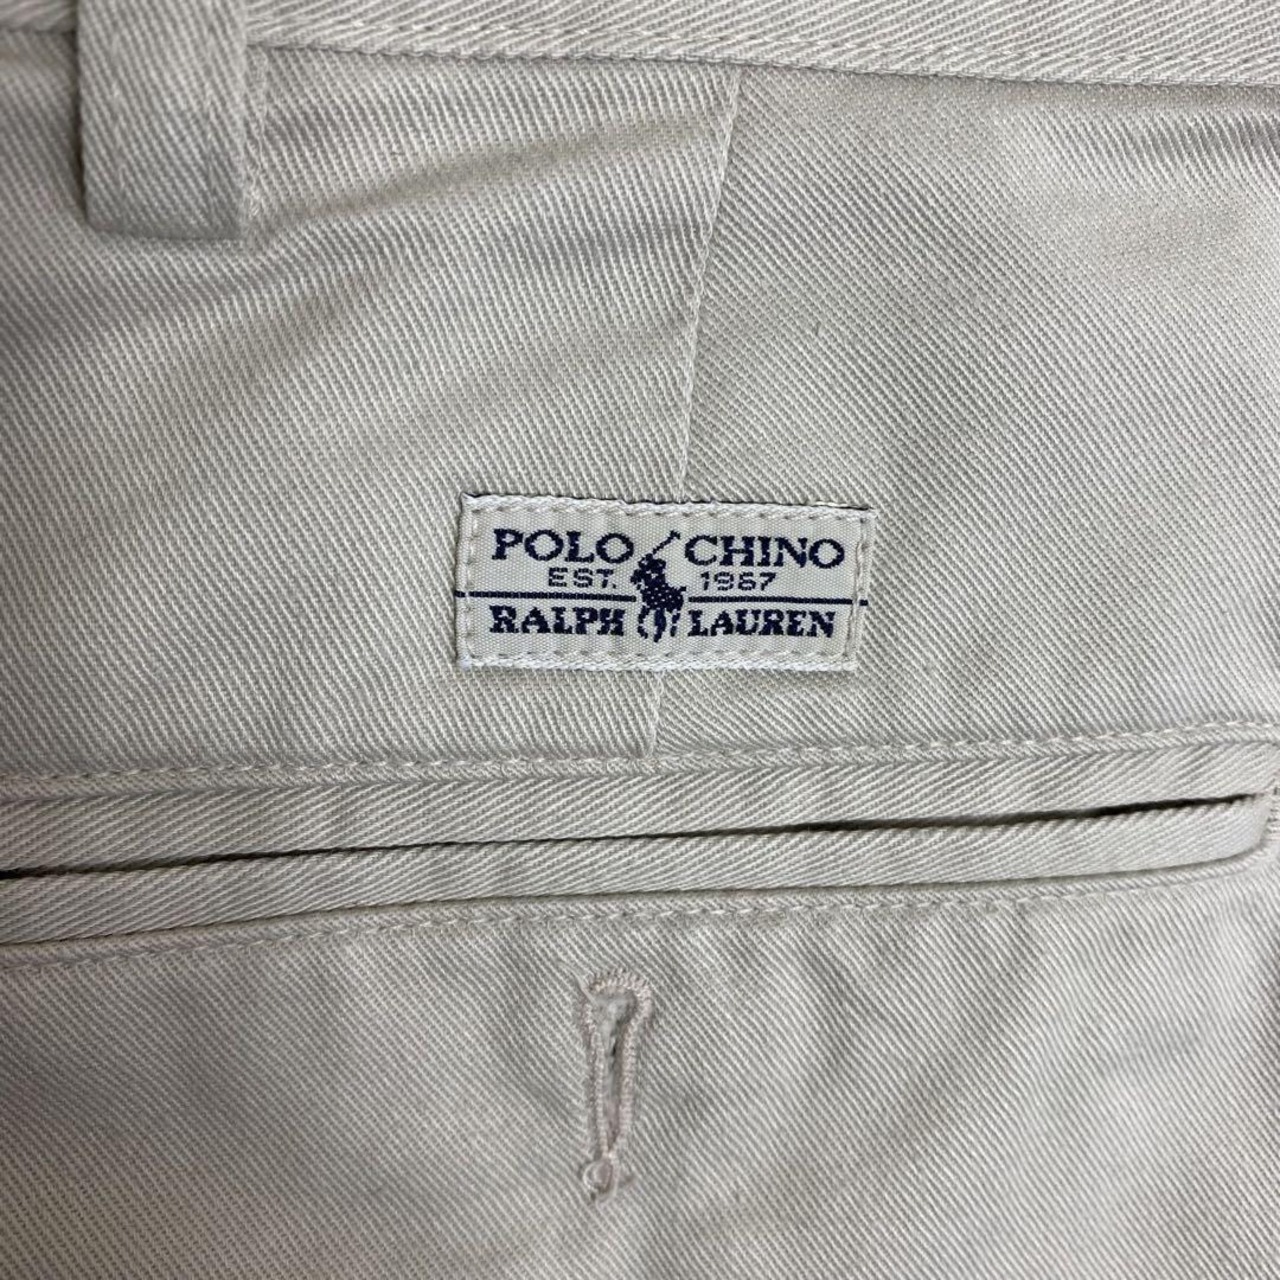 POLO CHINO
EST. 1967
RALPH LAUREN